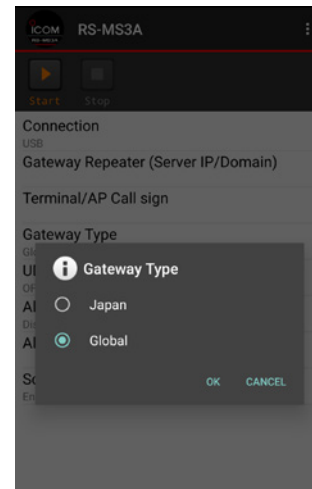 ICOM
RS-MS3A
RS-MS3A
Start Stop
Connection
USB
Gateway Repeater (Server IP/Domain)
Terminal/AP Call sign
Gateway Type
Gl
Gateway Type
Japan
Global
OK CANCEL